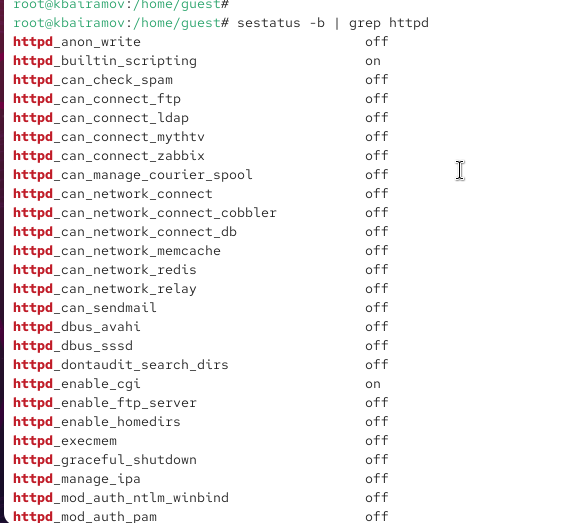 root@kbairamov:/home/guest#
root@kbairamov:/home/guest# sestatus -b | grep httpd
httpd_anon_write off
httpd_builtin_scripting on
httpd_can_check_spam off
httpd_can_connect_ftp off
httpd_can_connect_ldap off
httpd_can_connect_mythtv off
httpd_can_connect_zabbix off
httpd_can_manage_courier_spool off
httpd_can_network_connect off
httpd_can_network_connect_cobbler off
httpd_can_network_connect_db off
httpd_can_network_memcache off
httpd_can_network_redis off
httpd_can_network_relay off
httpd_can_sendmail off
httpd_dbus_avahi off
httpd_dbus_sssd off
httpd_dontaudit_search_dirs off
httpd_enable_cgi on
httpd_enable_ftp_server off
httpd_enable_homedirs off
httpd_execmem off
httpd_graceful_shutdown off
httpd_manage_ipa off
httpd_mod_auth_ntlm_winbind off
httpd_mod_auth_pam off